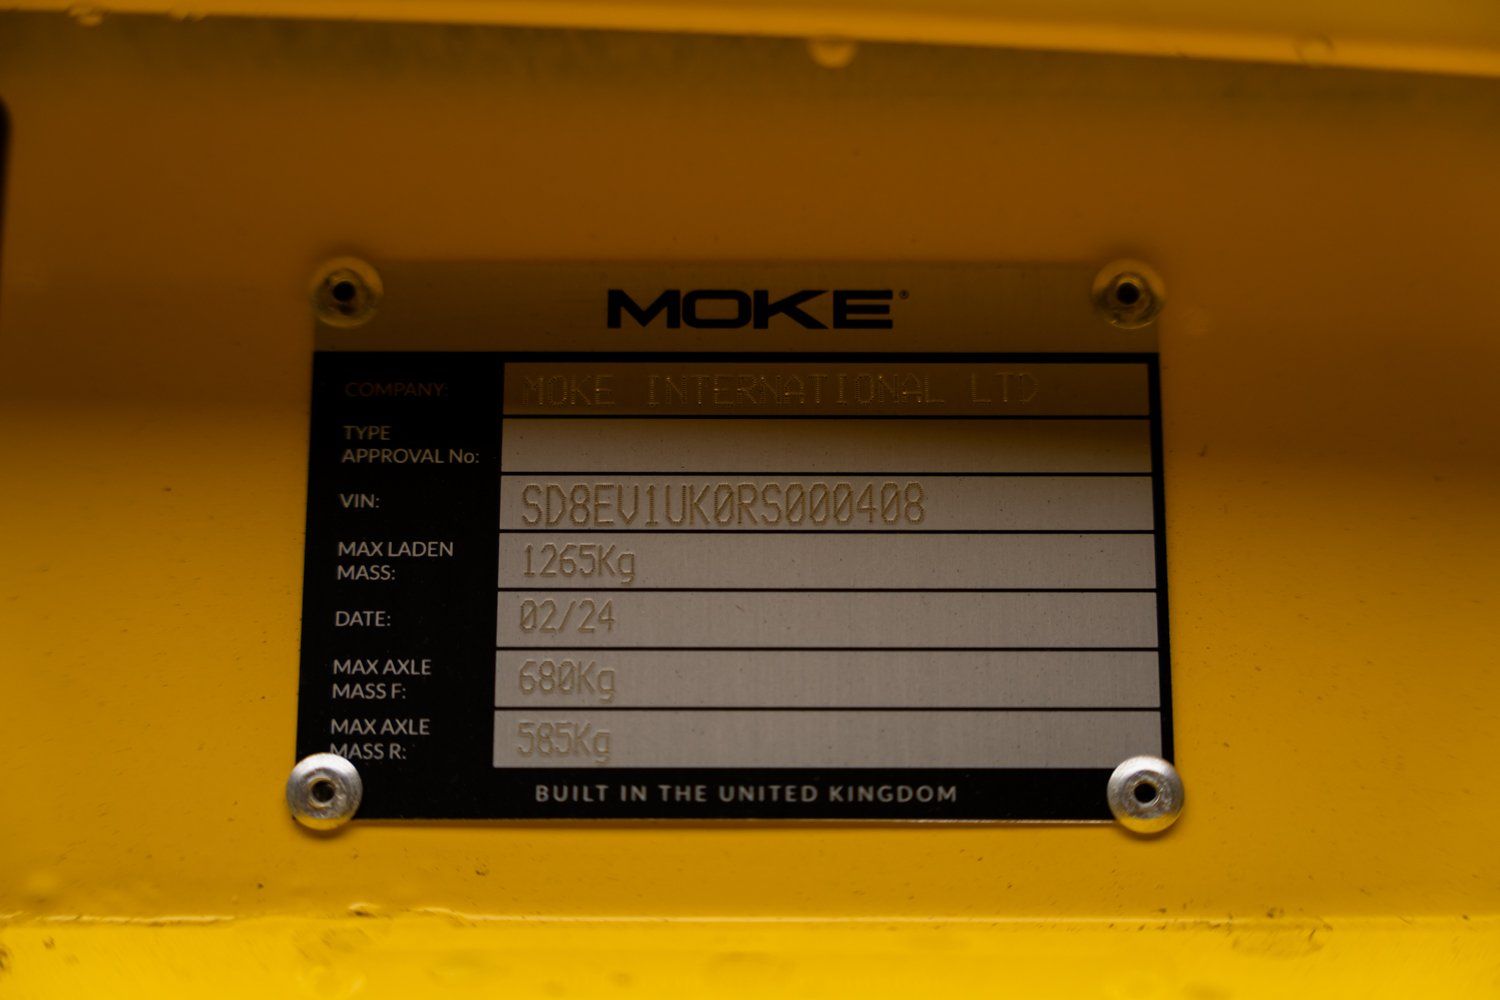 MOKE®
COMPANY: MOKE INTERNATIONAL LTD
TYPE
APPROVAL No:
VIN: SD8EV1UK0RS000408
MAX LADEN
MASS: 1265Kg
DATE: 02/24
MAX AXLE
MASS F: 680Kg
MAX AXLE
MASS R: 585Kg
BUILT IN THE UNITED KINGDOM